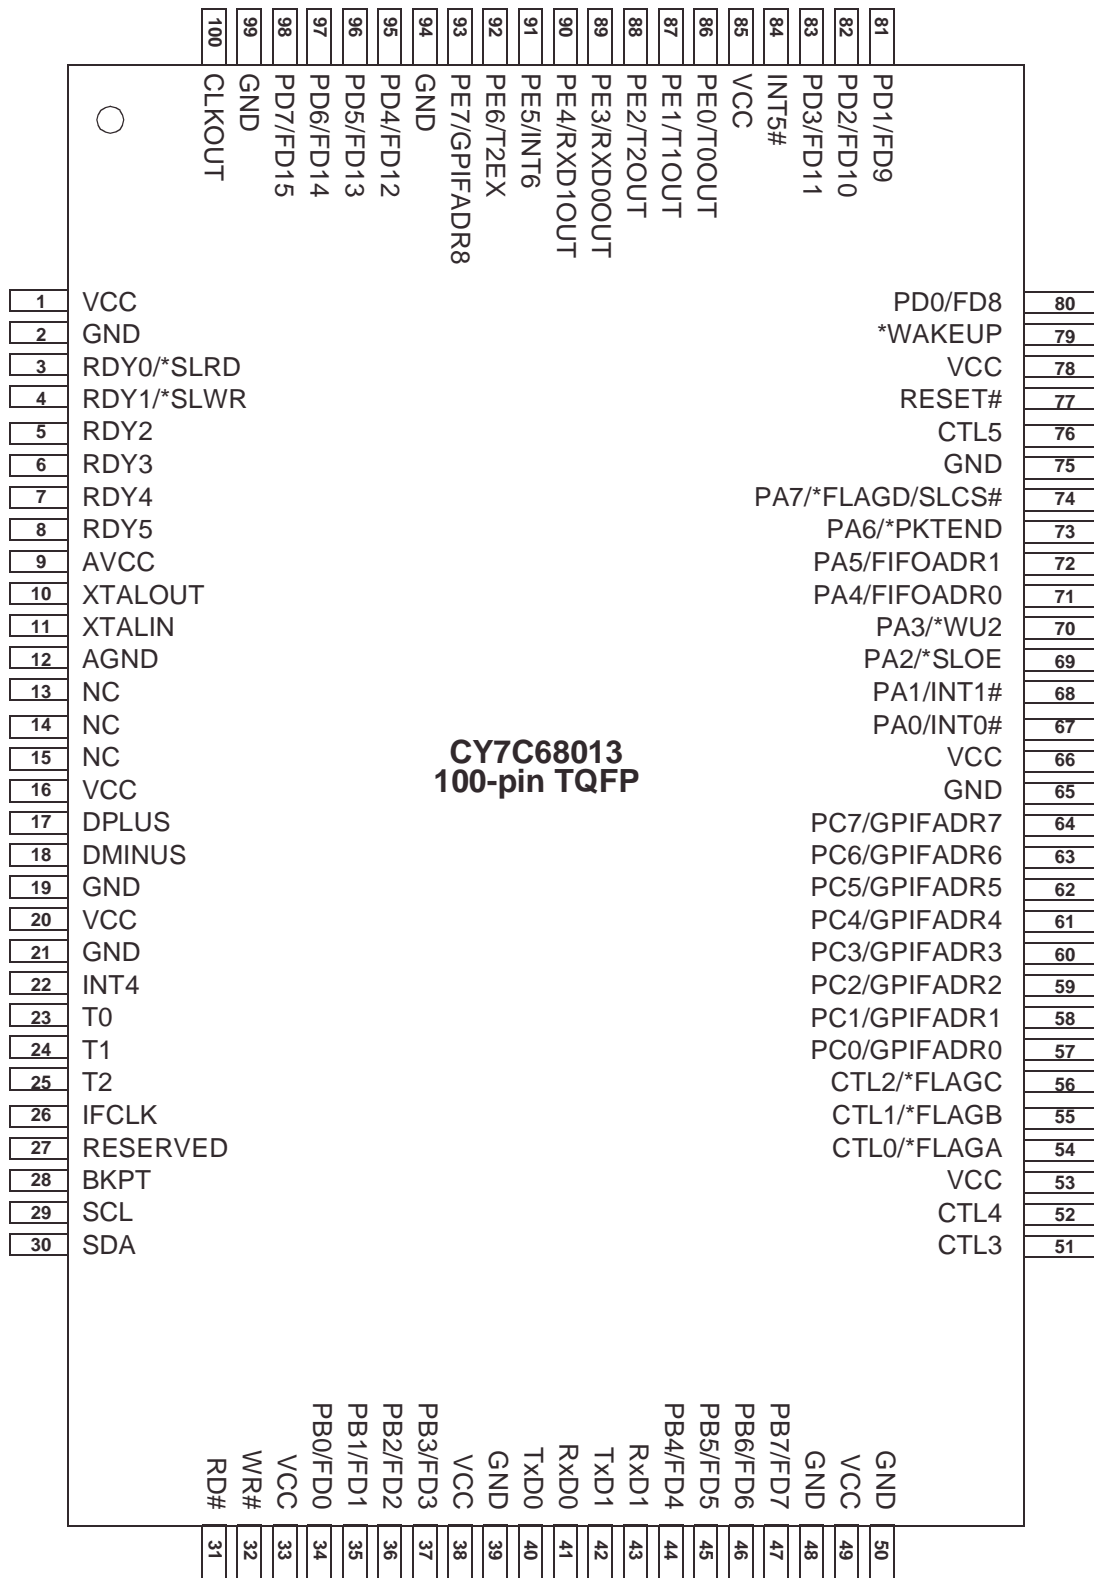 100 99 98 97 96 95 94 93 92 91 90 89 88 87 86 85 84 83 82 81
CLKOUT
GND
PD7/FD15
PD6/FD14
PD5/FD13
PD4/FD12
GND
PE7/GPIFADR8
PE6/T2EX
PE5/INT6
PE4/RXD1OUT
PE3/RXD0OUT
PE2/T2OUT
PE1/T1OUT
PE0/T0OUT
VCC
INT5#
PD3/FD11
PD2/FD10
PD1/FD9
1 VCC
2 GND
3 RDY0/*SLRD
4 RDY1/*SLWR
5 RDY2
6 RDY3
7 RDY4
8 RDY5
9 AVCC
10 XTALOUT
11 XTALIN
12 AGND
13 NC
14 NC
15 NC
16 VCC
17 DPLUS
18 DMINUS
19 GND
20 VCC
21 GND
22 INT4
23 T0
24 T1
25 T2
26 IFCLK
27 RESERVED
28 BKPT
29 SCL
30 SDA
CY7C68013
100-pin TQFP
PD0/FD8 80
*WAKEUP 79
VCC 78
RESET# 77
CTL5 76
GND 75
PA7/*FLAGD/SLCS# 74
PA6/*PKTEND 73
PA5/FIFOADR1 72
PA4/FIFOADR0 71
PA3/*WU2 70
PA2/*SLOE 69
PA1/INT1# 68
PA0/INT0# 67
VCC 66
GND 65
PC7/GPIFADR7 64
PC6/GPIFADR6 63
PC5/GPIFADR5 62
PC4/GPIFADR4 61
PC3/GPIFADR3 60
PC2/GPIFADR2 59
PC1/GPIFADR1 58
PC0/GPIFADR0 57
CTL2/*FLAGC 56
CTL1/*FLAGB 55
CTL0/*FLAGA 54
VCC 53
CTL4 52
CTL3 51
RD#
WR#
VCC
PB0/FD0
PB1/FD1
PB2/FD2
PB3/FD3
VCC
GND
TxD0
RxD0
TxD1
RxD1
PB4/FD4
PB5/FD5
PB6/FD6
PB7/FD7
GND
VCC
GND
31 32 33 34 35 36 37 38 39 40 41 42 43 44 45 46 47 48 49 50